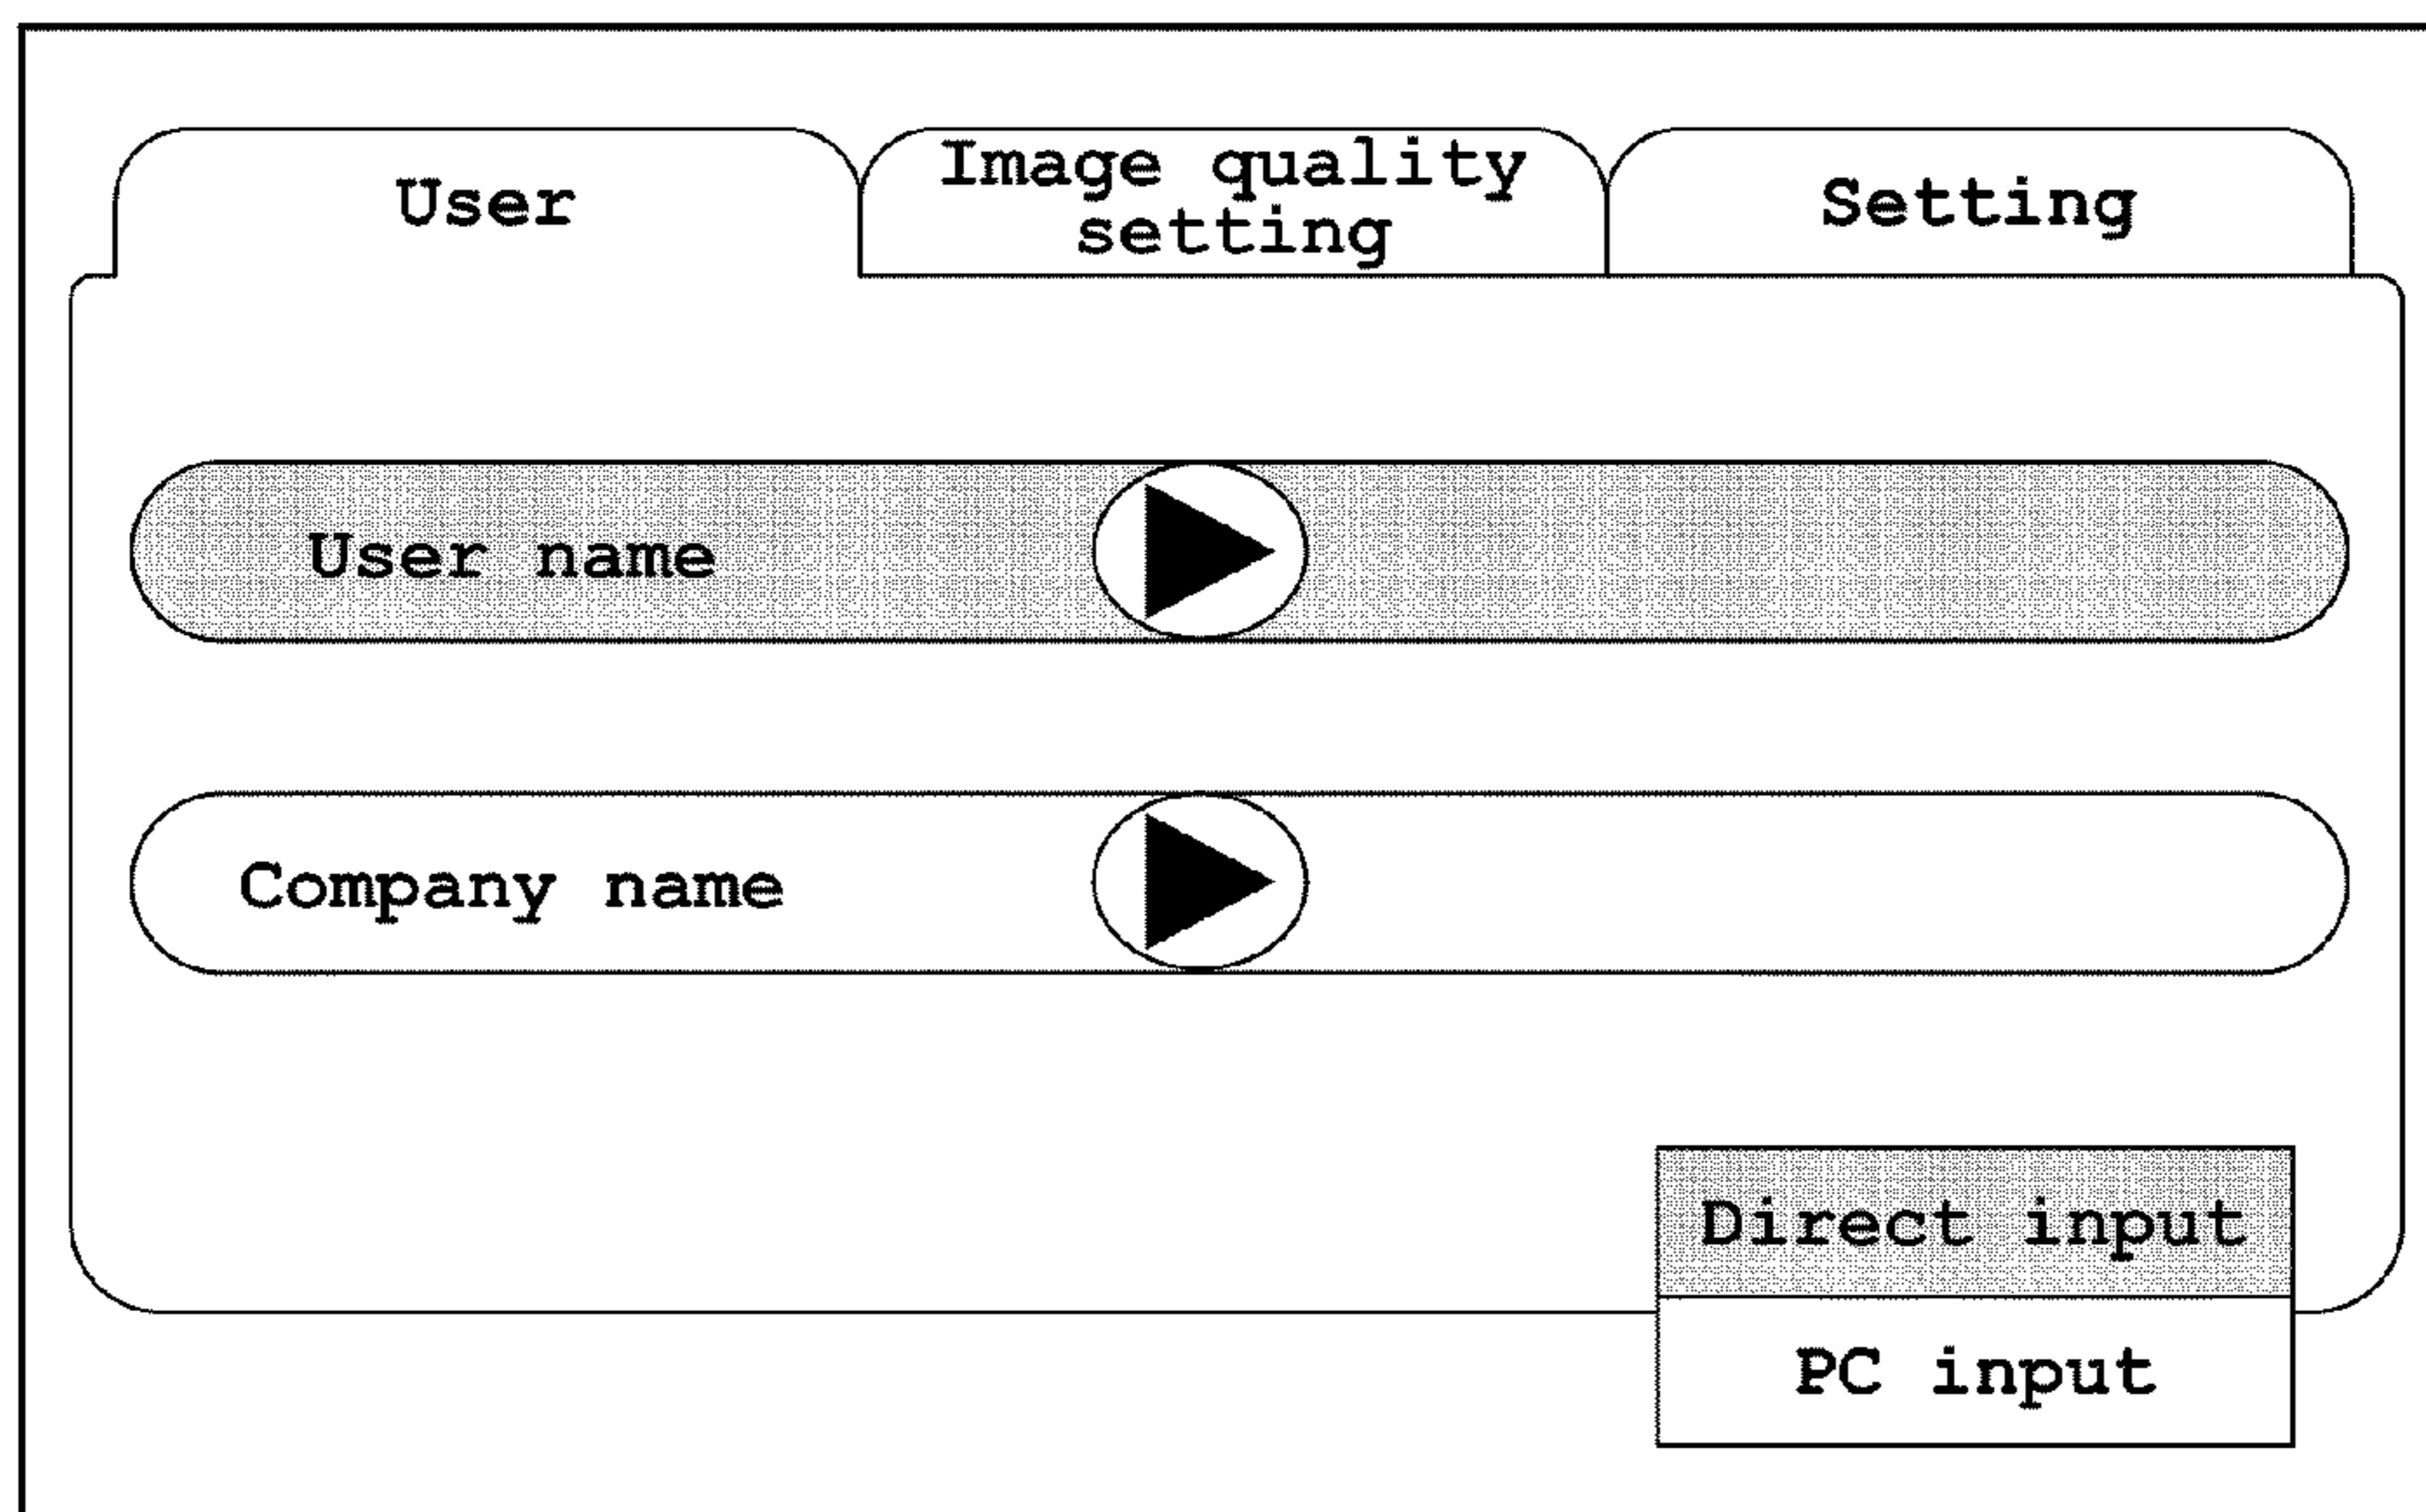 User
Image quality
setting
Setting
User name
Company name
Direct input
PC input